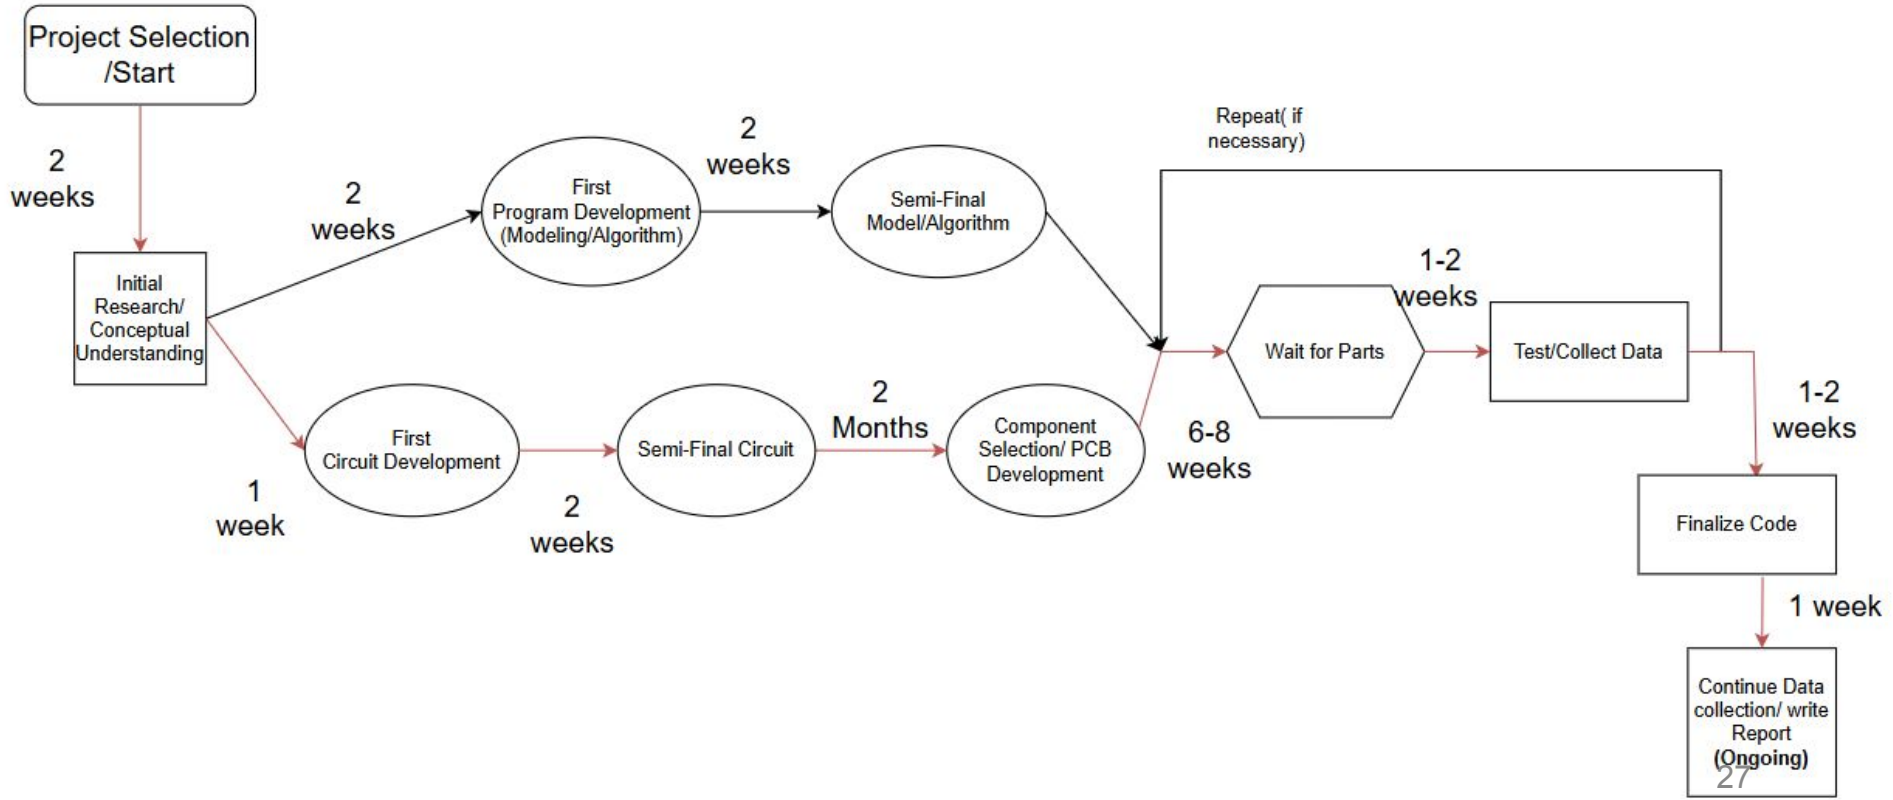 Project Selection
/Start
2
weeks
Initial
Research/
Conceptual
Understanding
2
weeks
First
Program Development
(Modeling/Algorithm)
2
weeks
Semi-Final
Model/Algorithm
1
week
First
Circuit Development
2
weeks
Semi-Final Circuit
2
Months
Component
Selection/ PCB
Development
6-8
weeks
Repeat( if
necessary)
Wait for Parts
1-2
weeks
Test/Collect Data
1-2
weeks
Finalize Code
1 week
Continue Data
collection/ write
Report
(Ongoing)
27